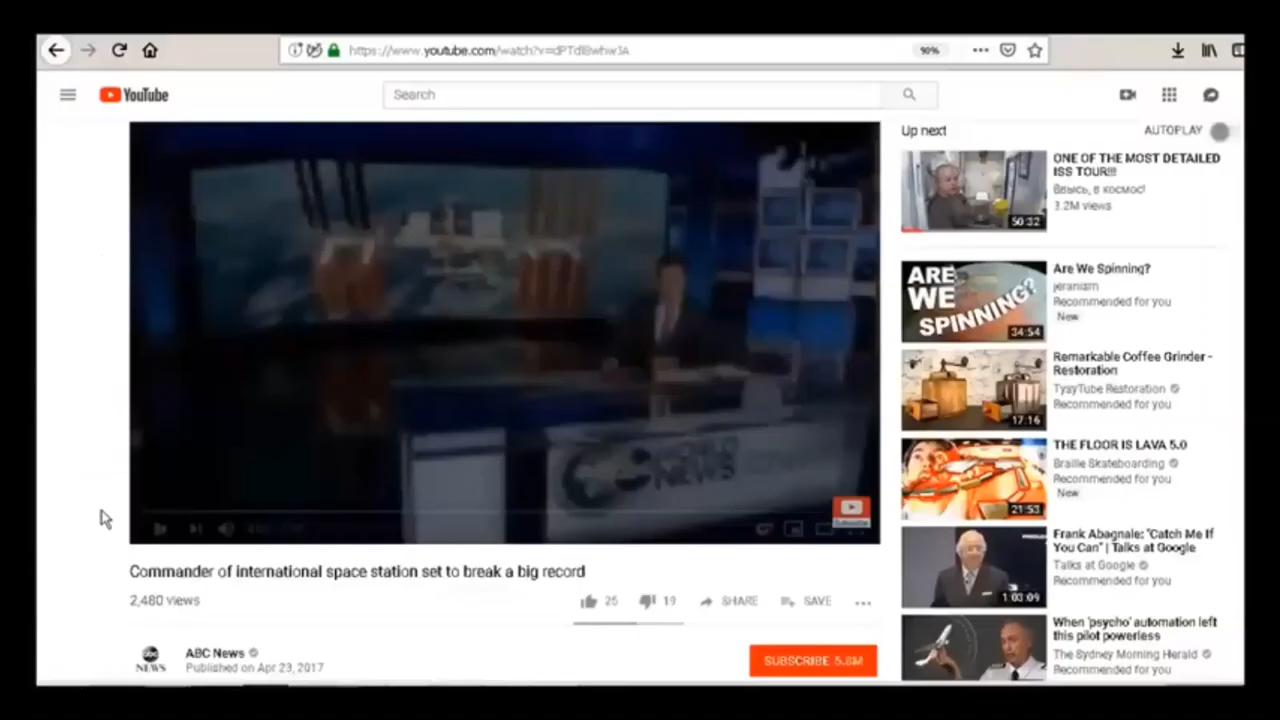 https://www.youtube.com/watch?v=
90%
YouTube
Search
Up next
AUTOPLAY
ONE OF THE MOST DETAILED
ISS TOUR!!!
Ввысь, в космос!
3.2M views
50:32
ARE
WE
SPINNING?
34:54
Are We Spinning?
jeranism
Recommended for you
New
Remarkable Coffee Grinder -
Restoration
TysyTube Restoration
Recommended for you
17:16
THE FLOOR IS LAVA 5.0
Braille Skateboarding
Recommended for you
New
21:53
Frank Abagnale: "Catch Me If
You Can" | Talks at Google
Talks at Google
Recommended for you
1:03:09
When 'psycho' automation left
this pilot powerless
The Sydney Morning Herald
Recommended for you
NEWS
Commander of international space station set to break a big record
2,480 views
25
19
SHARE
SAVE
abc
NEWS
ABC News
Published on Apr 23, 2017
SUBSCRIBE 5.8M